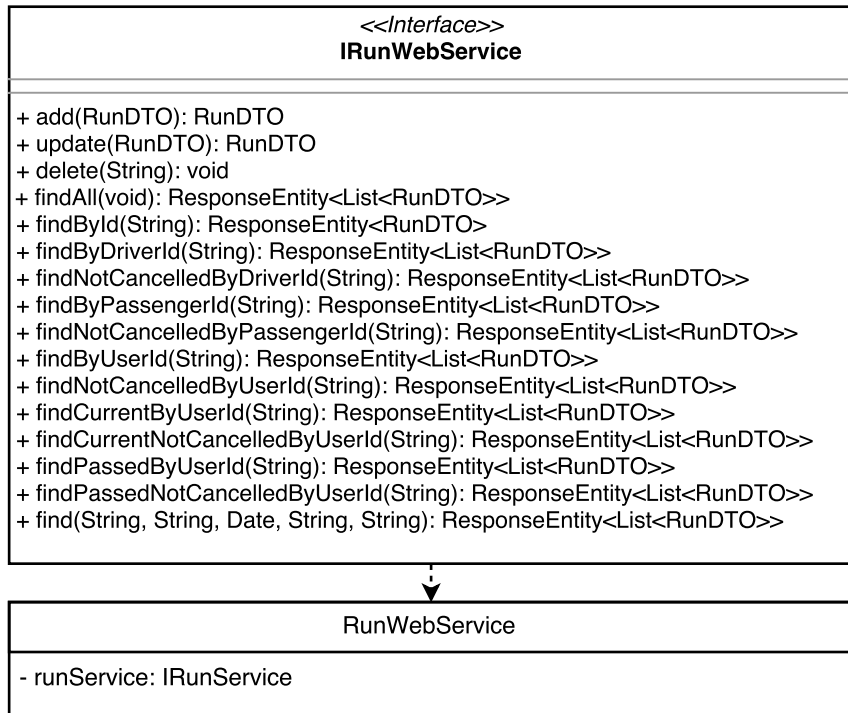 <<Interface>>
IRunWebService
+ add(RunDTO): RunDTO
+ update(RunDTO): RunDTO
+ delete(String): void
+ findAll(void): ResponseEntity<List<RunDTO>>
+ findById(String): ResponseEntity<RunDTO>
+ findByDriverId(String): ResponseEntity<List<RunDTO>>
+ findNotCancelledByDriverId(String): ResponseEntity<List<RunDTO>>
+ findByPassengerId(String): ResponseEntity<List<RunDTO>>
+ findNotCancelledByPassengerId(String): ResponseEntity<List<RunDTO>>
+ findByUserId(String): ResponseEntity<List<RunDTO>>
+ findNotCancelledByUserId(String): ResponseEntity<List<RunDTO>>
+ findCurrentByUserId(String): ResponseEntity<List<RunDTO>>
+ findCurrentNotCancelledByUserId(String): ResponseEntity<List<RunDTO>>
+ findPassedByUserId(String): ResponseEntity<List<RunDTO>>
+ findPassedNotCancelledByUserId(String): ResponseEntity<List<RunDTO>>
+ find(String, String, Date, String, String): ResponseEntity<List<RunDTO>>
RunWebService
- runService: IRunService